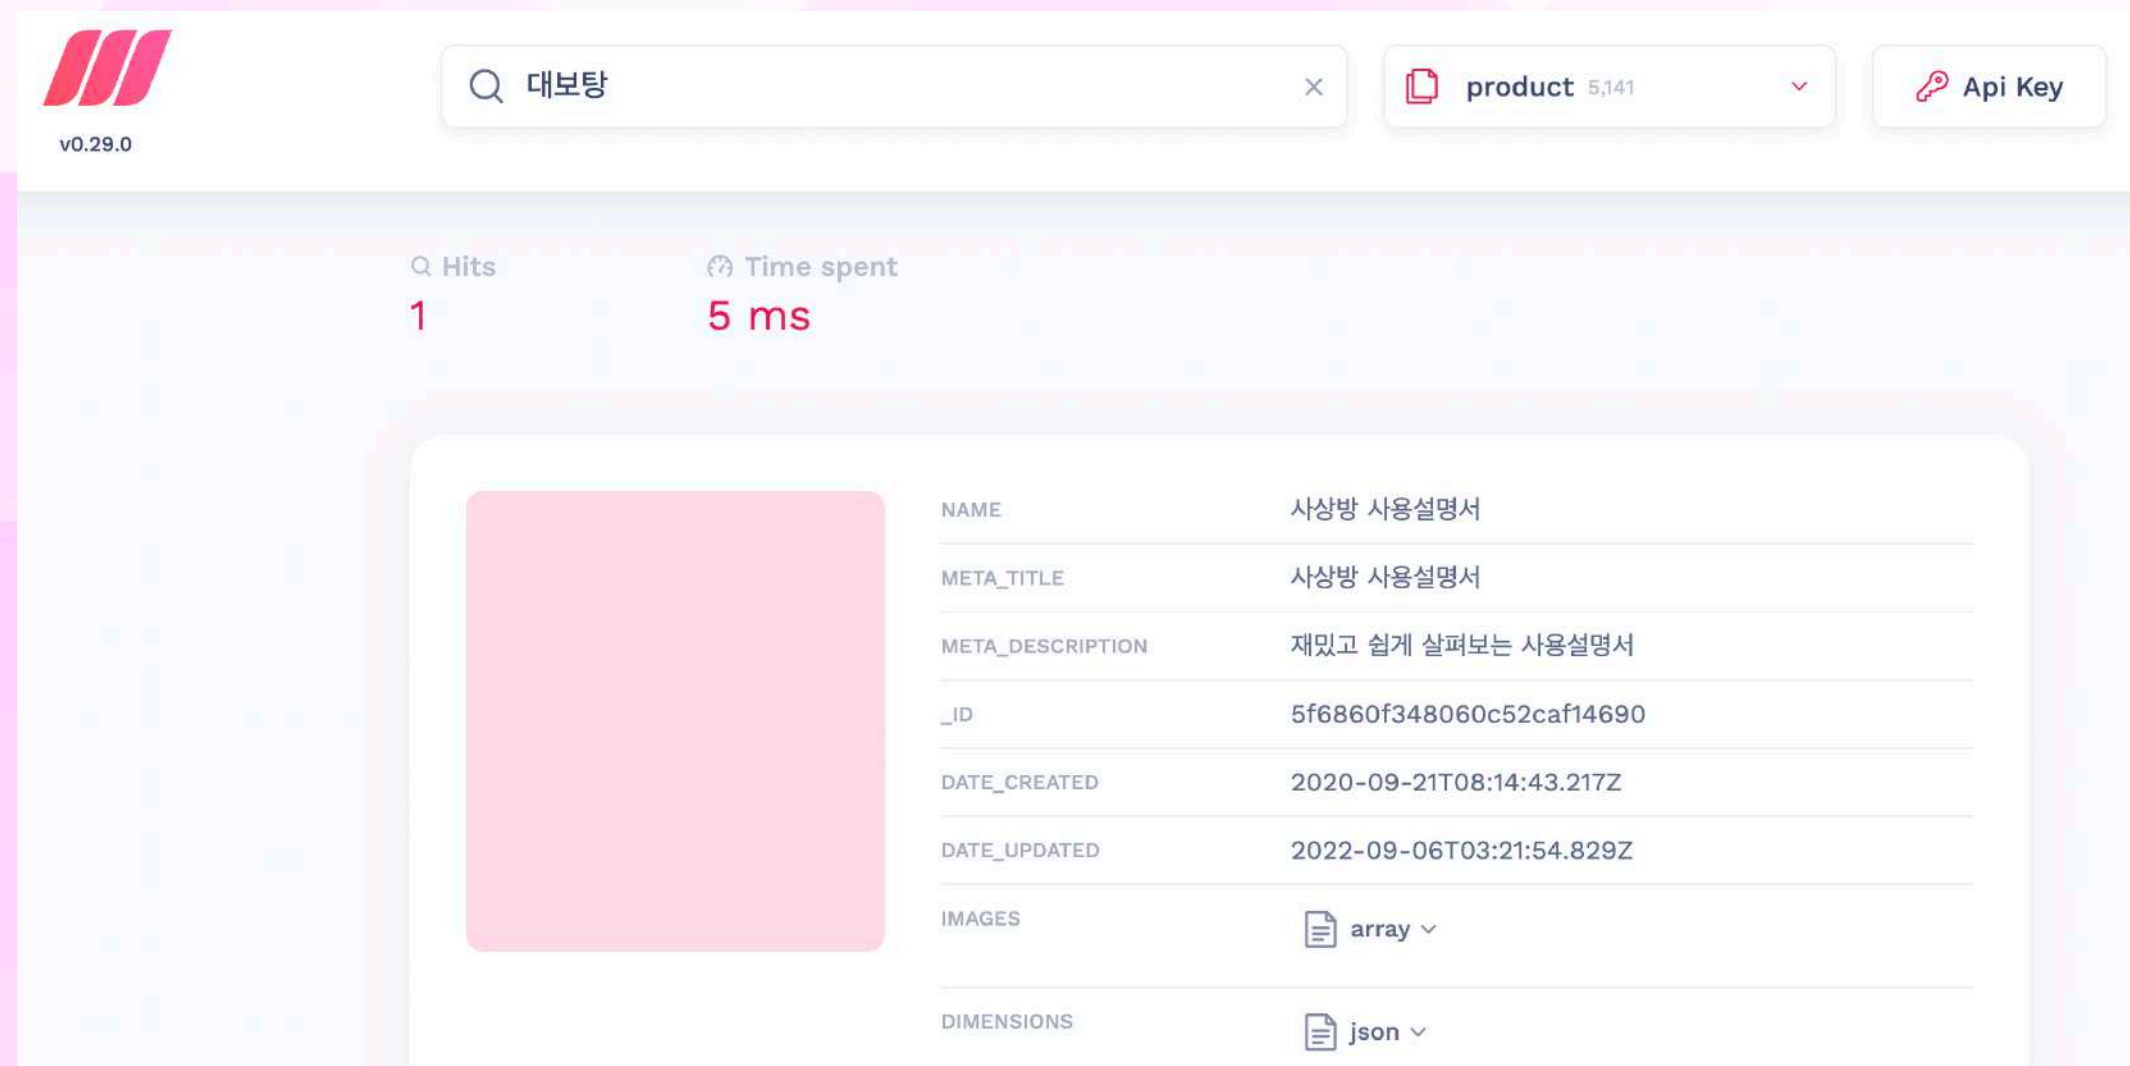 대보탕
product 5,141
Api Key
v0.29.0
Hits
Time spent
1
5 ms
NAME 사상방 사용설명서
META_TITLE 사상방 사용설명서
META_DESCRIPTION 재밌고 쉽게 살펴보는 사용설명서
_ID 5f6860f348060c52caf14690
DATE_CREATED 2020-09-21T08:14:43.217Z
DATE_UPDATED 2022-09-06T03:21:54.829Z
IMAGES array
DIMENSIONS json